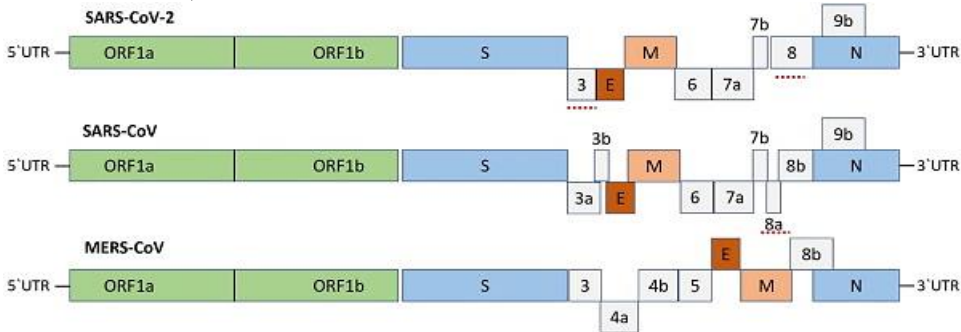 SARS-CoV-2
7b 9b
5`UTR ORF1a ORF1b S M 8 N 3`UTR
3 E 6 7a
SARS-CoV
3b 7b 9b
5`UTR ORF1a ORF1b S M 8b N 3`UTR
3a E 6 7a
8a
MERS-CoV
E 8b
5`UTR ORF1a ORF1b S 3 4b 5 M N 3`UTR
4a